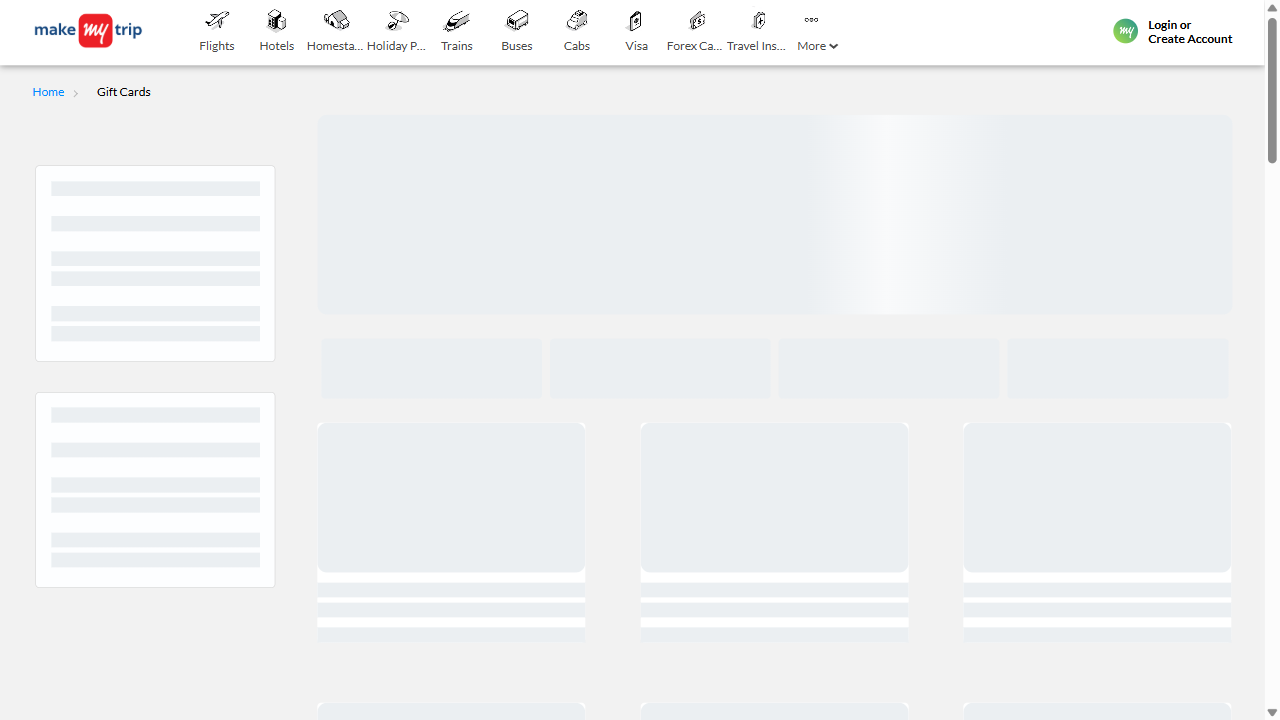 make my trip
Flights
Hotels
Homesta...
Holiday P...
Trains
Buses
Cabs
Visa
Forex Ca...
Travel Ins...
More
my
Login or
Create Account
Home
Gift Cards